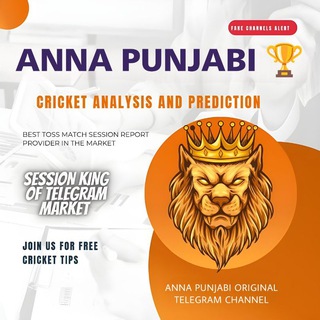 FAKE CHANNELS ALERT
ANNA PUNJABI
CRICKET ANALYSIS AND PREDICTION
BEST TOSS MATCH SESSION REPORT
PROVIDER IN THE MARKET
SESSION KING
OF TELEGRAM
MARKET
JOIN US FOR FREE
CRICKET TIPS
ANNA PUNJABI ORIGINAL
TELEGRAM CHANNEL